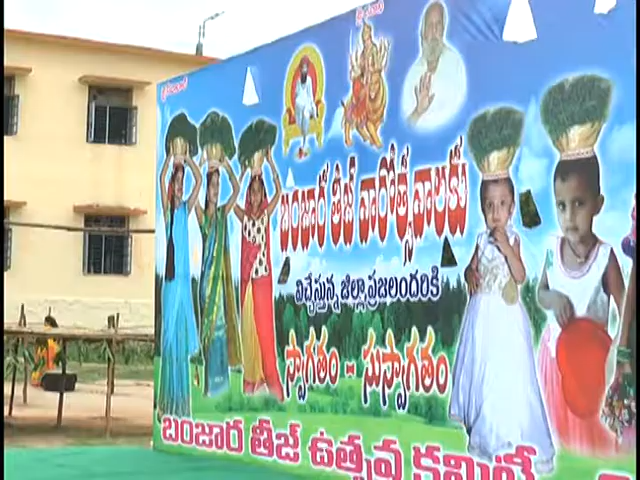 బంజార తీజ్ వారోత్సవాలకు
విచ్చేస్తున్న జిల్లా ప్రజలందరికి
స్వాగతం - సుస్వాగతం
బంజార తీజ్ ఉత్సవ కమిటీ